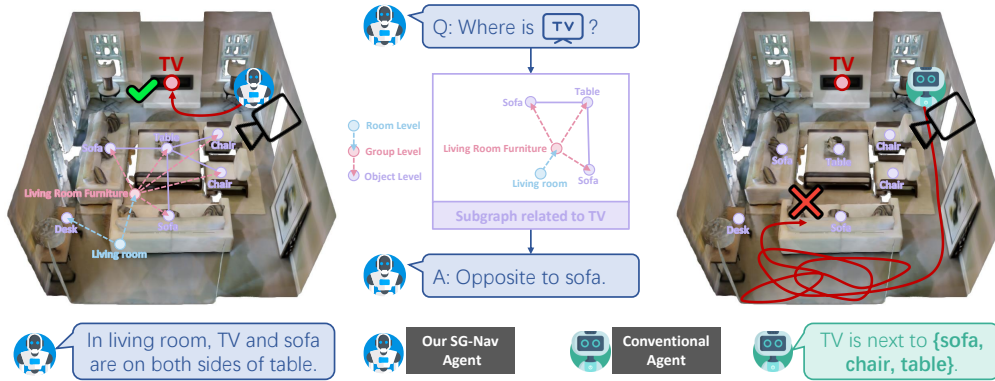 TV
Table
Sofa
Chair
Chair
Living Room Furniture
Desk
Sofa
Living room
Q: Where is TV ?
Room Level
Group Level
Object Level
Sofa
Table
Living Room Furniture
Living room
Sofa
Subgraph related to TV
A: Opposite to sofa.
TV
Sofa
Table
Chair
Chair
Desk
Sofa
In living room, TV and sofa
are on both sides of table.
Our SG-Nav
Agent
Conventional
Agent
TV is next to {sofa,
chair, table}.